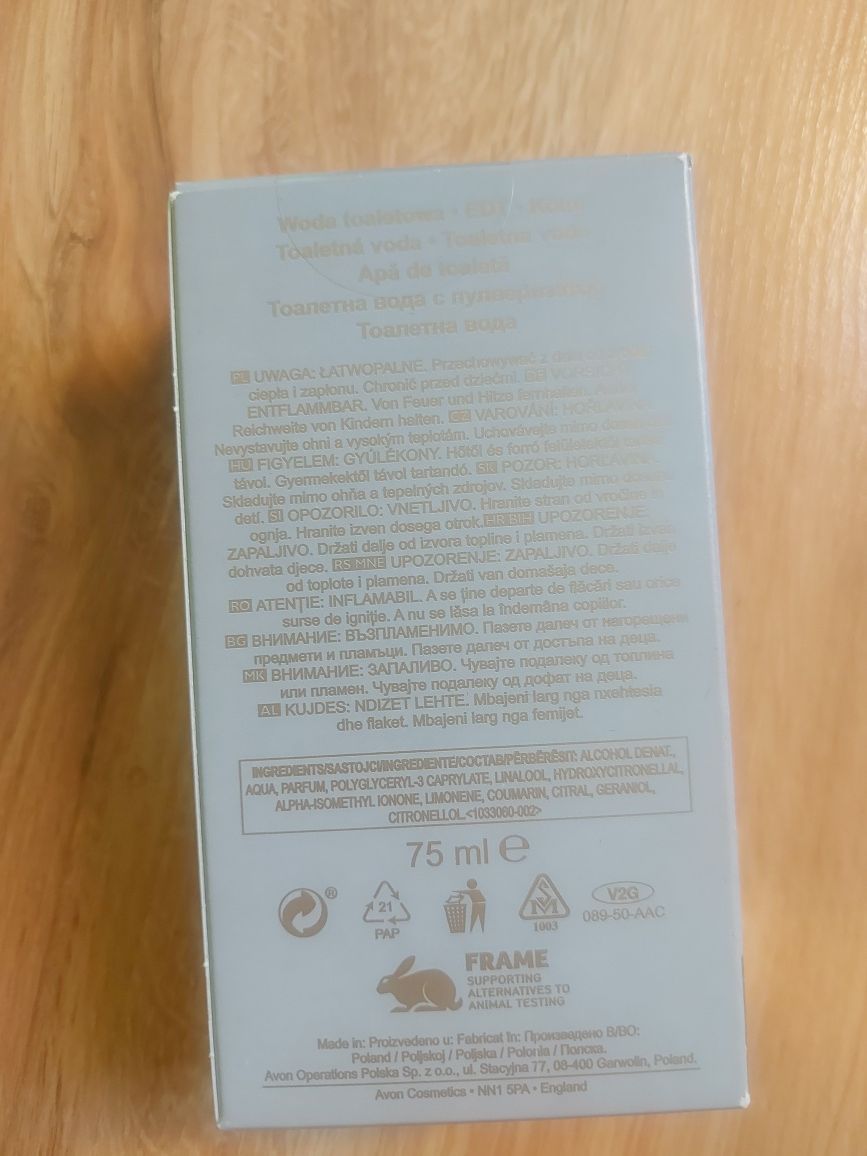 Woda toaletowa • EDT • Kölni
Toaletná voda • Toaletna voda
Apă de toaletă
Тоалетна вода с пулверизатор
Тоалетна вода
PL UWAGA: ŁATWOPALNE. Przechowywać z dala od źródeł
ciepła i zapłonu. Chronić przed dziećmi. DE VORSICHT:
ENTFLAMMBAR. Von Feuer und Hitze fernhalten. Außer
Reichweite von Kindern halten. CZ VAROVÁNÍ: HOŘLAVINA.
Nevystavujte ohni a vysokým teplotám. Uchovávejte mimo dosah dětí.
HU FIGYELEM: GYÚLÉKONY. Hőtől és forró felületektől tartsa
távol. Gyermekektől távol tartandó. SK POZOR: HORĽAVINA.
Skladujte mimo ohňa a tepelných zdrojov. Skladujte mimo dosahu
detí. SI OPOZORILO: VNETLJIVO. Hranite stran od vročine in
ognja. Hranite izven dosega otrok. HR BIH UPOZORENJE:
ZAPALJIVO. Držati dalje od izvora topline i plamena. Držati izvan
dohvata djece. RS MNE UPOZORENJE: ZAPALJIVO. Držati dalje
od toplote i plamena. Držati van domašaja dece.
RO ATENȚIE: INFLAMABIL. A se ține departe de flăcări sau orice
surse de igniție. A nu se lăsa la îndemâna copiilor.
BG ВНИМАНИЕ: ВЪЗПЛАМЕНИМО. Пазете далеч от нагорещени
предмети и пламъци. Пазете далеч от достъпа на деца.
MK ВНИМАНИЕ: ЗАПАЛИВО. Чувајте подалеку од топлина
или пламен. Чувајте подалеку од дофат на деца.
AL KUJDES: NDIZET LEHTE. Mbajeni larg nga nxehtesia
dhe flaket. Mbajeni larg nga femijet.
INGREDIENTS/SASTOJCI/INGREDIENTE/СЪСТАВ/PËRBËRËSIT: ALCOHOL DENAT.,
AQUA, PARFUM, POLYGLYCERYL-3 CAPRYLATE, LINALOOL, HYDROXYCITRONELLAL,
ALPHA-ISOMETHYL IONONE, LIMONENE, COUMARIN, CITRAL, GERANIOL,
CITRONELLOL.<1033060-002>
75 ml ℮
®
21
PAP
SM
1003
V2G
089-50-AAC
FRAME
SUPPORTING
ALTERNATIVES TO
ANIMAL TESTING
Made in: Proizvedeno u: Fabricat în: Произведено В/ВО:
Poland / Poljskoj / Poljska / Polonia / Полска.
Avon Operations Polska Sp. z o.o., ul. Stacyjna 77, 08-400 Garwolin, Poland.
Avon Cosmetics • NN1 5PA • England